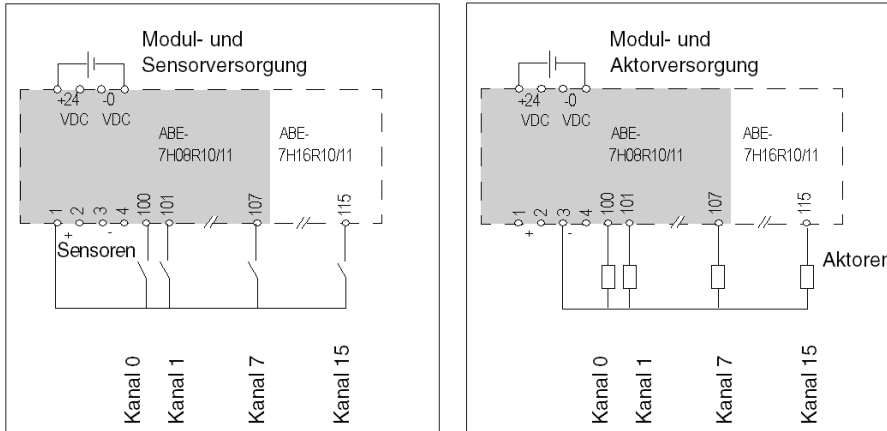 Modul- und
Sensorversorgung
+24 -0
VDC VDC
ABE-
7H08R10/11
ABE-
7H16R10/11
1 2 3 4 100 101 107 115
+ -
Sensoren
Kanal 0
Kanal 1
Kanal 7
Kanal 15
Modul- und
Aktorversorgung
+24 -0
VDC VDC
ABE-
7H08R10/11
ABE-
7H16R10/11
1 2 3 4 100 101 107 115
+ -
Aktoren
Kanal 0
Kanal 1
Kanal 7
Kanal 15